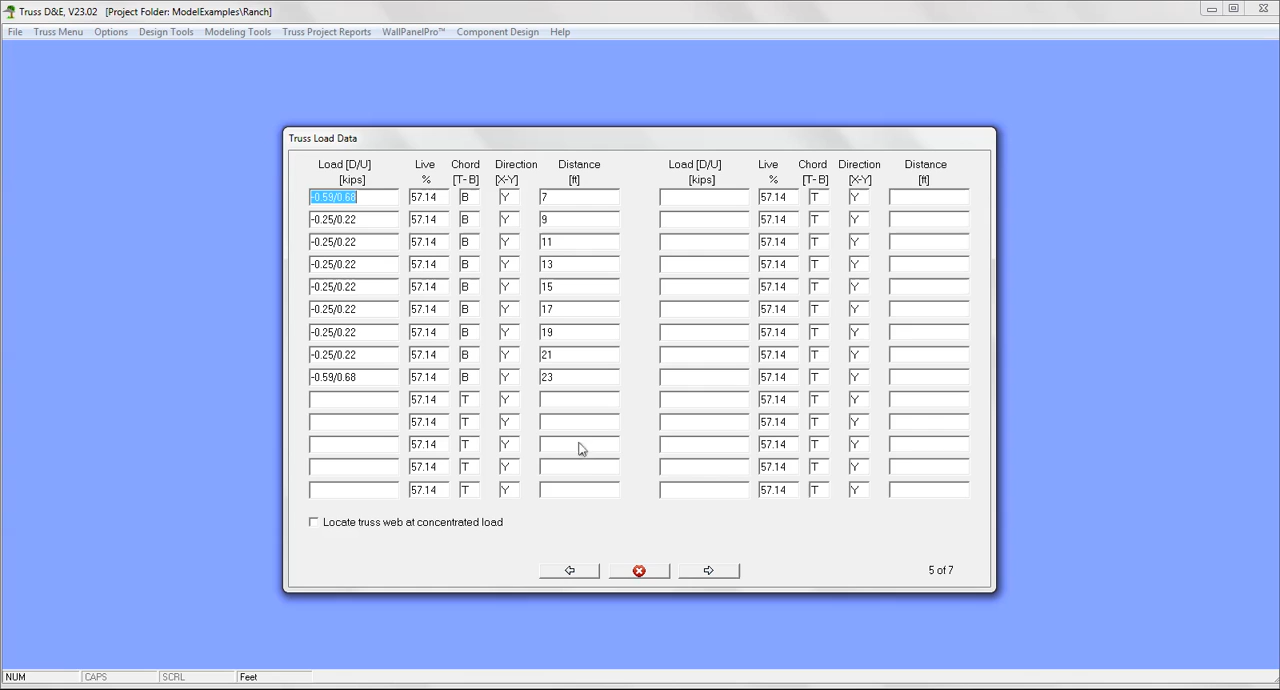 Truss D&E, V23.02 [Project Folder: ModelExamples\Ranch]
File Truss Menu Options Design Tools Modeling Tools Truss Project Reports WallPanelPro™ Component Design Help
Truss Load Data
Load [D/U] Live Chord Direction Distance Load [D/U] Live Chord Direction Distance
[kips] % [T-B] [X-Y] [ft] [kips] % [T-B] [X-Y] [ft]
-0.59/0.68 57.14 B Y 7 57.14 T Y
-0.25/0.22 57.14 B Y 9 57.14 T Y
-0.25/0.22 57.14 B Y 11 57.14 T Y
-0.25/0.22 57.14 B Y 13 57.14 T Y
-0.25/0.22 57.14 B Y 15 57.14 T Y
-0.25/0.22 57.14 B Y 17 57.14 T Y
-0.25/0.22 57.14 B Y 19 57.14 T Y
-0.25/0.22 57.14 B Y 21 57.14 T Y
-0.59/0.68 57.14 B Y 23 57.14 T Y
57.14 T Y 57.14 T Y
57.14 T Y 57.14 T Y
57.14 T Y 57.14 T Y
57.14 T Y 57.14 T Y
57.14 T Y 57.14 T Y
Locate truss web at concentrated load
5 of 7
NUM CAPS SCRL Feet